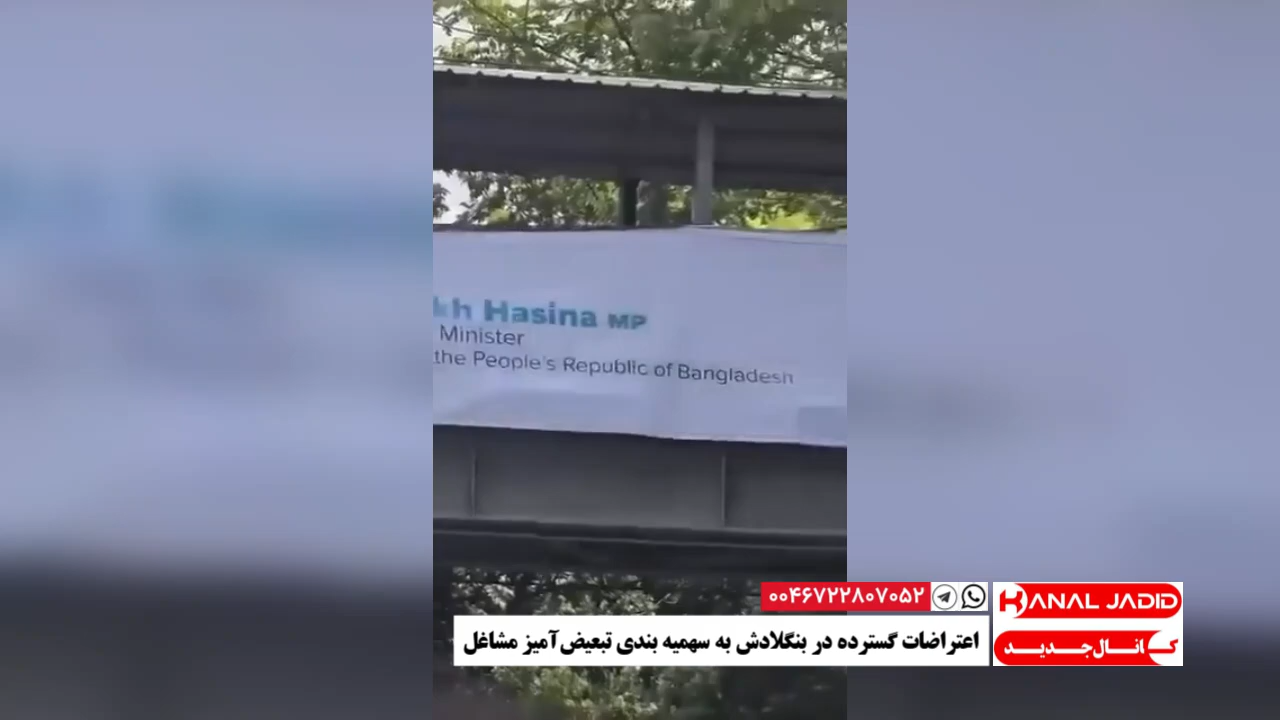 kh Hasina MP
Minister
the People's Republic of Bangladesh
۰۰۴۶۷۲۲۸۰۷۰۵۲
KANAL JADID
اعتراضات گسترده در بنگلادش به سهمیه بندی تبعیض‌آمیز مشاغل
کانال جدید